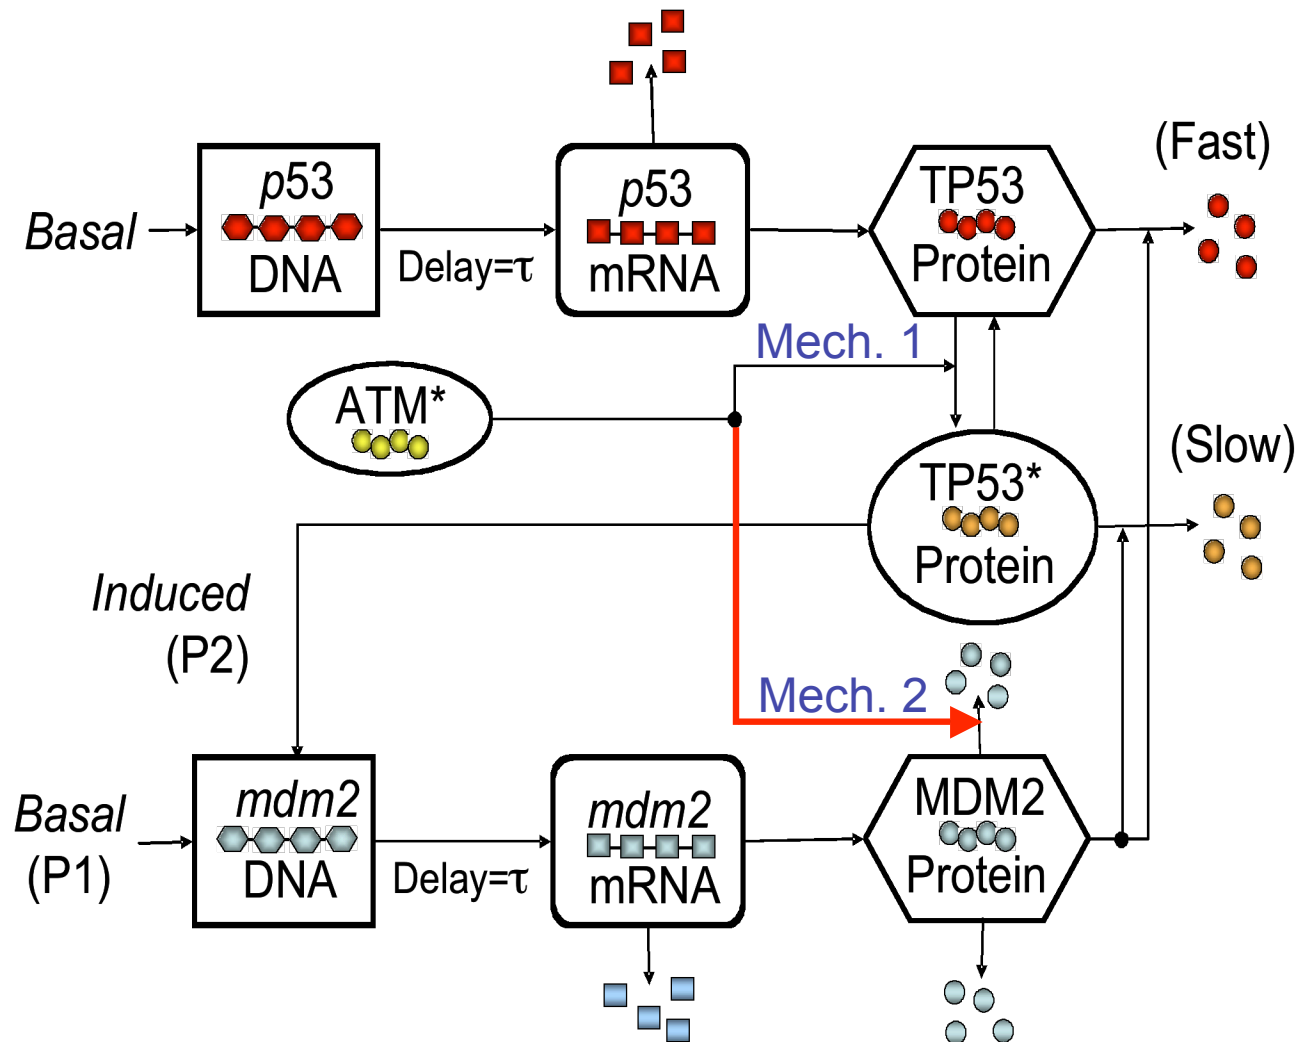 (Fast)
p53
DNA
p53
mRNA
TP53
Protein
Basal
Delay=τ
Mech. 1
ATM*
TP53*
Protein
(Slow)
Induced
(P2)
Mech. 2
Basal
(P1)
mdm2
DNA
Delay=τ
mdm2
mRNA
MDM2
Protein